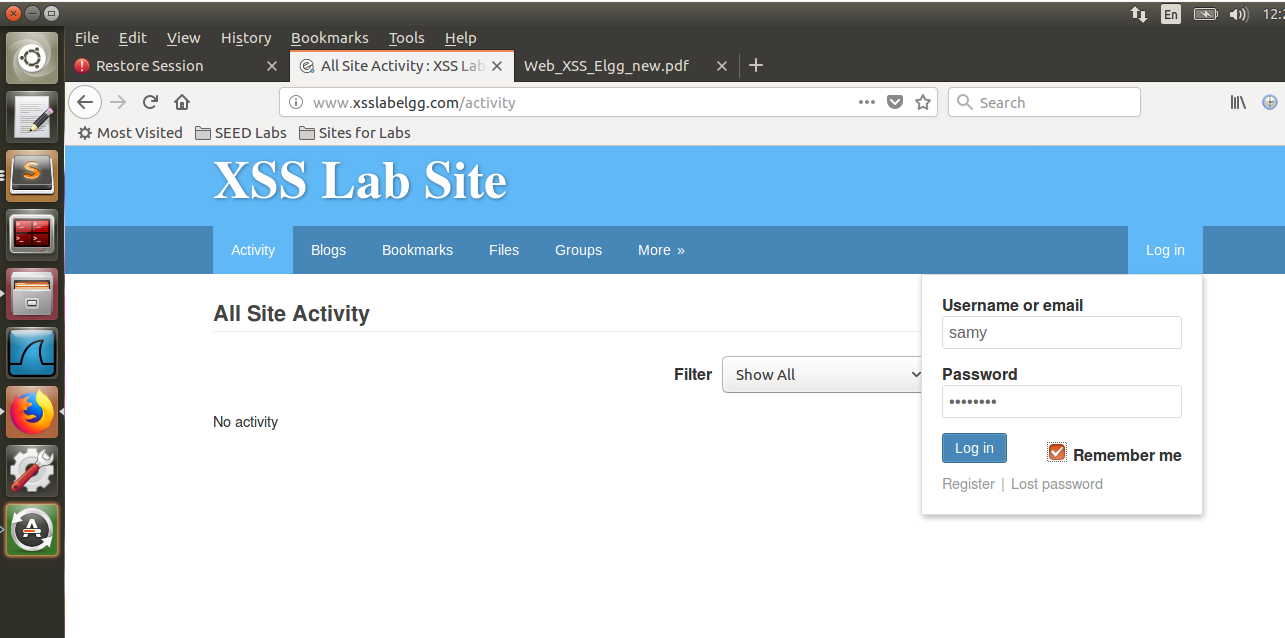 En 12:2
File Edit View History Bookmarks Tools Help
Restore Session All Site Activity : XSS Lab Web_XSS_Elgg_new.pdf
www.xsslabelgg.com/activity Search
Most Visited SEED Labs Sites for Labs
XSS Lab Site
Activity Blogs Bookmarks Files Groups More » Log in
All Site Activity
Username or email
samy
Filter Show All
Password
••••••••
No activity
Log in Remember me
Register | Lost password